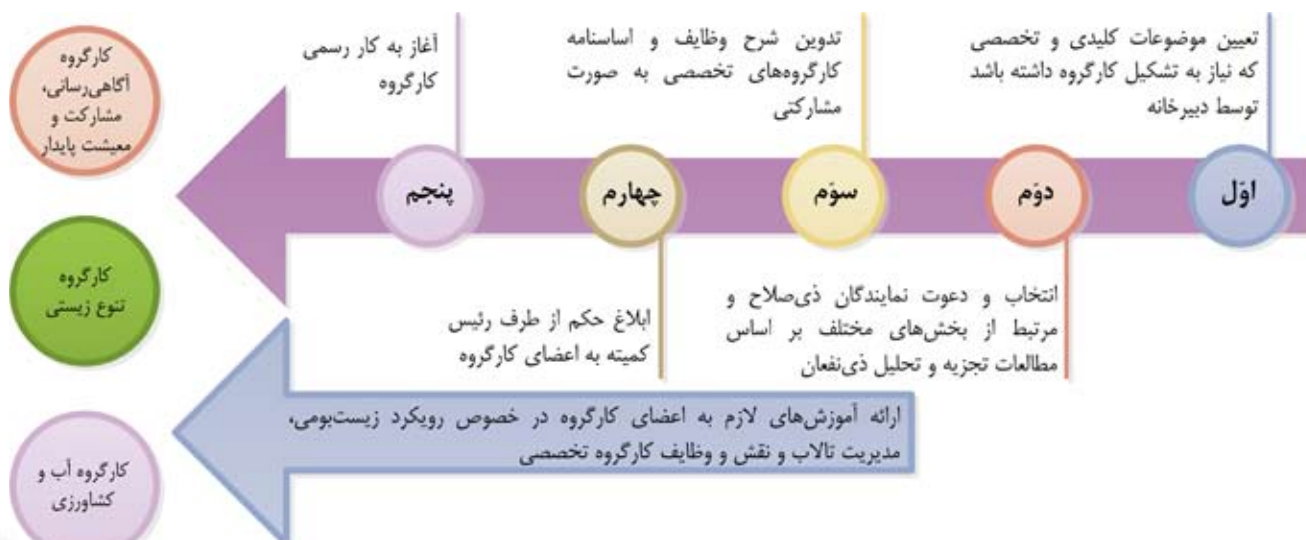 تعیین موضوعات کلیدی و تخصصی
که نیاز به تشکیل کارگروه داشته باشد
توسط دبیرخانه
اوّل
دوّم
انتخاب و دعوت نمایندگان ذی‌صلاح و
مرتبط از بخش‌های مختلف بر اساس
مطالعات تجزیه و تحلیل ذی‌نفعان
تدوین شرح وظایف و اساسنامه
کارگروه‌های تخصصی به صورت
مشارکتی
سوّم
چهارم
ابلاغ حکم از طرف رئیس
کمیته به اعضای کارگروه
آغاز به کار رسمی
کارگروه
پنجم
ارائه آموزش‌های لازم به اعضای کارگروه در خصوص رویکرد زیست‌بومی،
مدیریت تالاب و نقش و وظایف کارگروه تخصصی
کارگروه
آگاهی‌رسانی،
مشارکت و
معیشت پایدار
کارگروه
تنوع زیستی
کارگروه آب و
کشاورزی